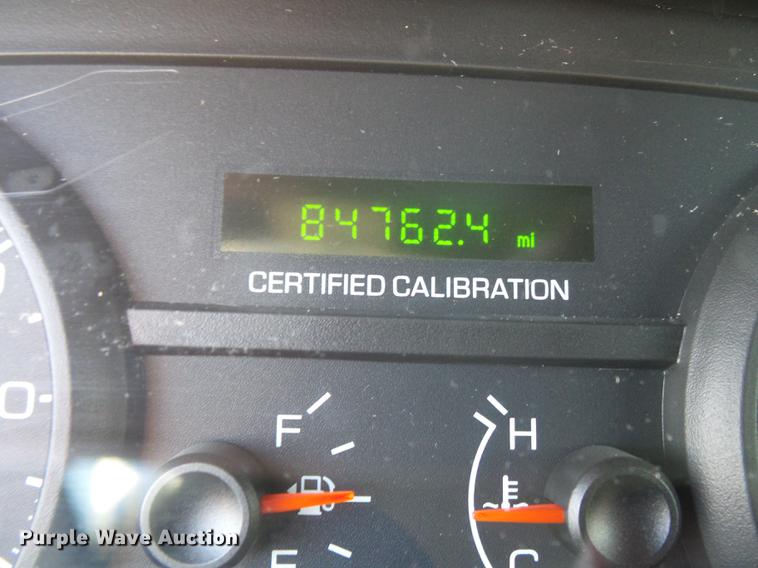 84762.4 mi
CERTIFIED CALIBRATION
F H
E C
Purple Wave Auction